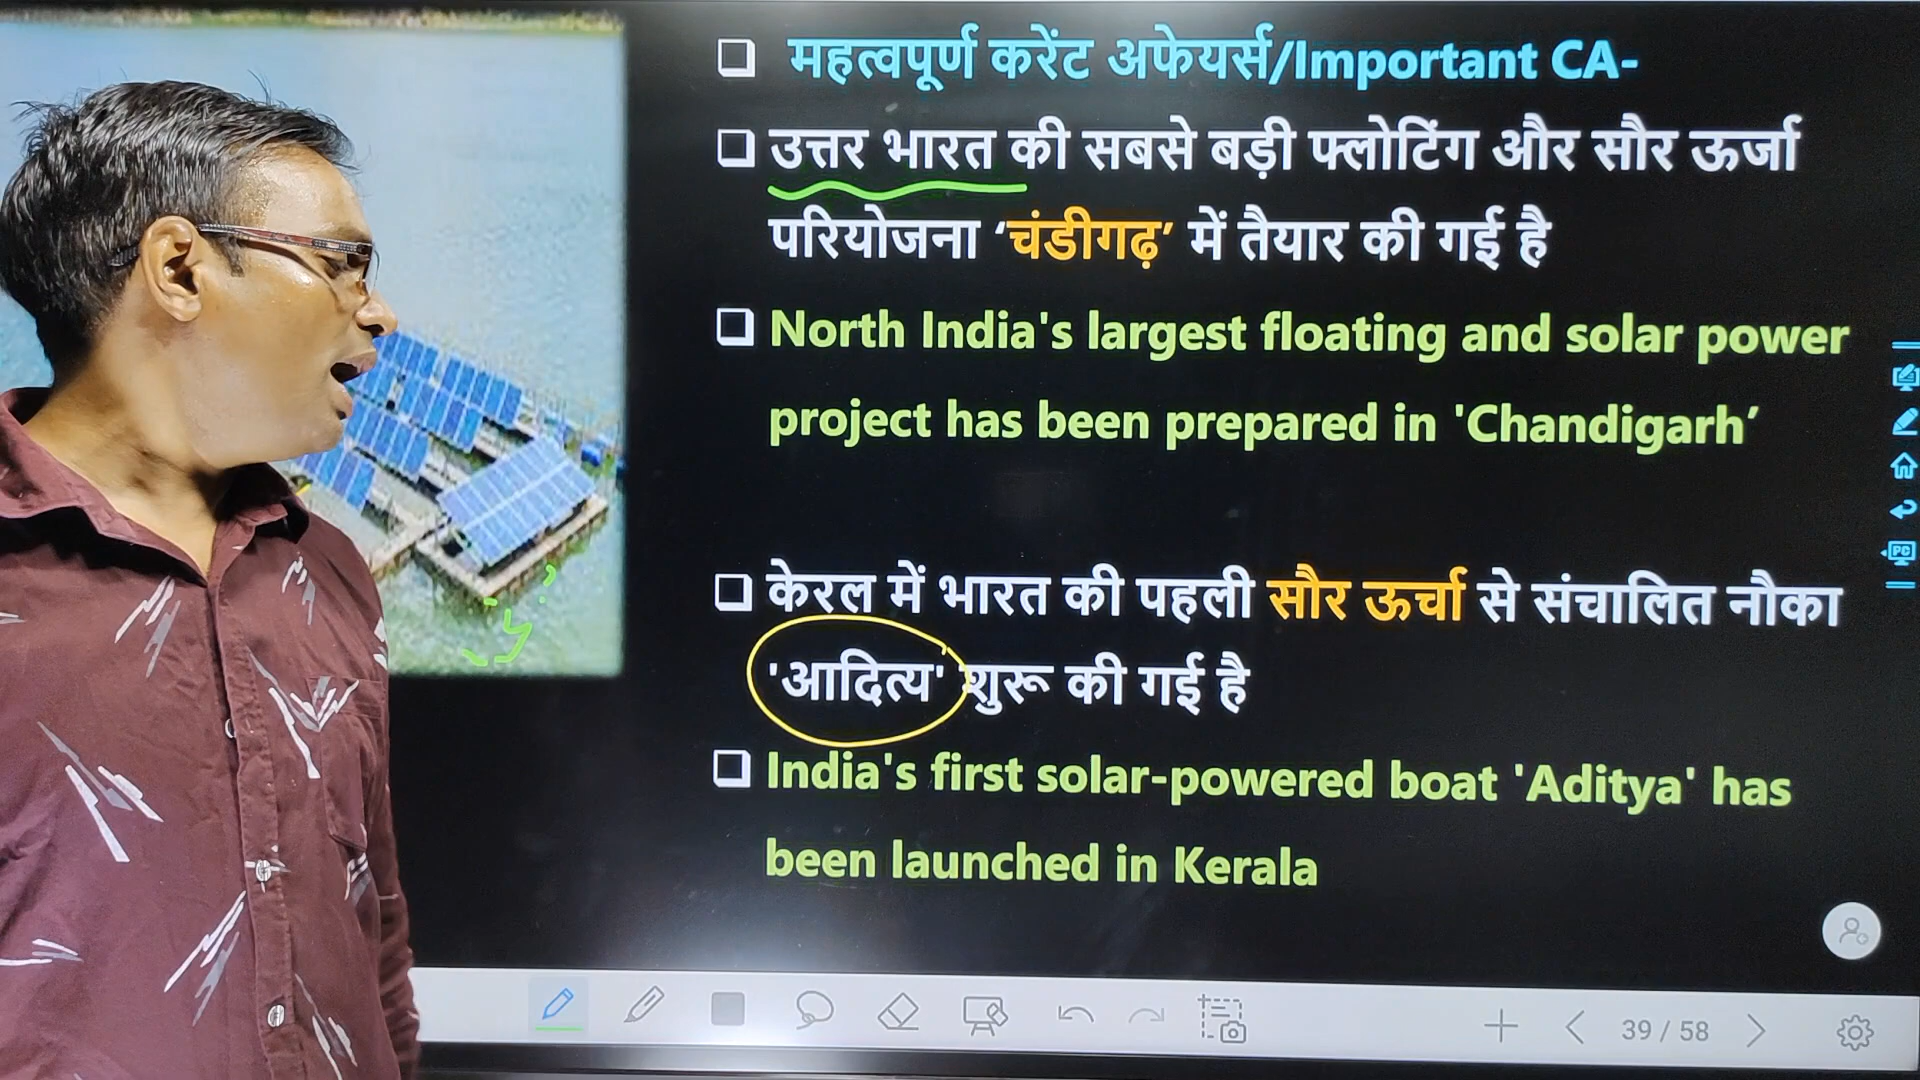 महत्वपूर्ण करेंट अफेयर्स/Important CA-
उत्तर भारत की सबसे बड़ी फ्लोटिंग और सौर ऊर्जा
परियोजना ‘चंडीगढ़’ में तैयार की गई है
North India's largest floating and solar power
project has been prepared in 'Chandigarh’
केरल में भारत की पहली सौर ऊर्चा से संचालित नौका
'आदित्य' शुरू की गई है
India's first solar-powered boat 'Aditya' has
been launched in Kerala
PC
39 / 58